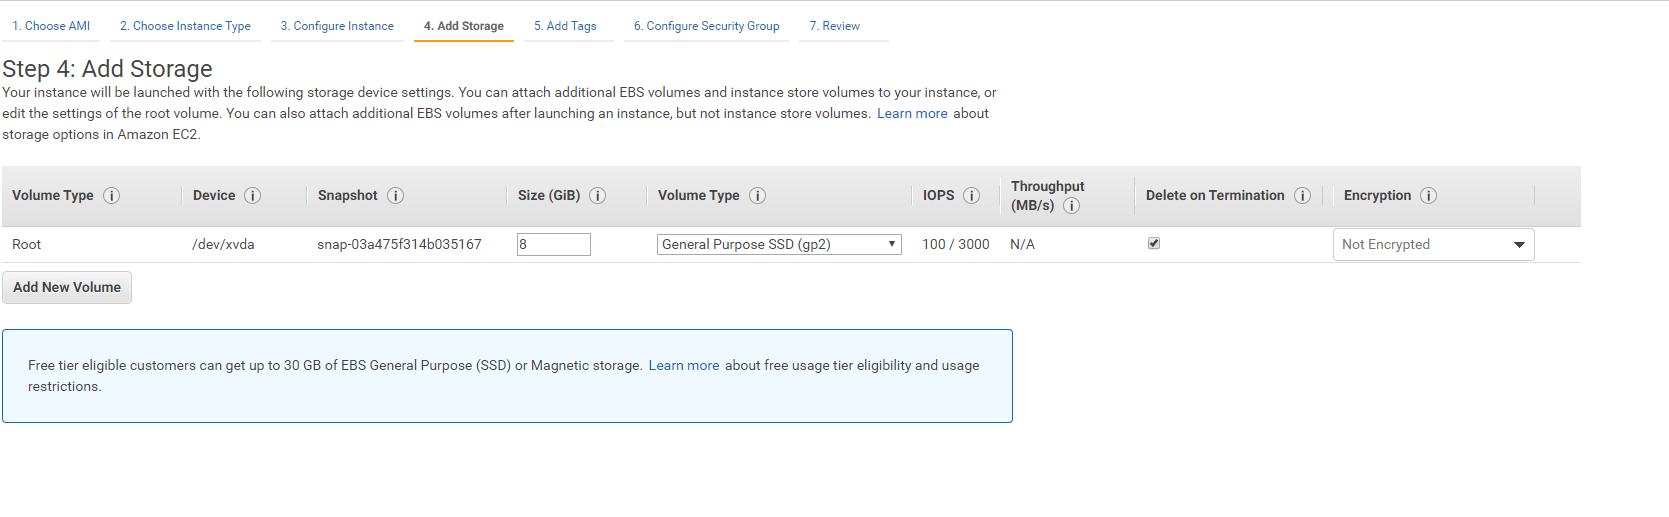 1. Choose AMI 2. Choose Instance Type 3. Configure Instance 4. Add Storage 5. Add Tags 6. Configure Security Group 7. Review
Step 4: Add Storage
Your instance will be launched with the following storage device settings. You can attach additional EBS volumes and instance store volumes to your instance, or
edit the settings of the root volume. You can also attach additional EBS volumes after launching an instance, but not instance store volumes. Learn more about
storage options in Amazon EC2.
Volume Type Device Snapshot Size (GiB) Volume Type IOPS Throughput (MB/s) Delete on Termination Encryption
Root /dev/xvda snap-03a475f314b035167 8 General Purpose SSD (gp2) 100 / 3000 N/A Not Encrypted
Add New Volume
Free tier eligible customers can get up to 30 GB of EBS General Purpose (SSD) or Magnetic storage. Learn more about free usage tier eligibility and usage
restrictions.